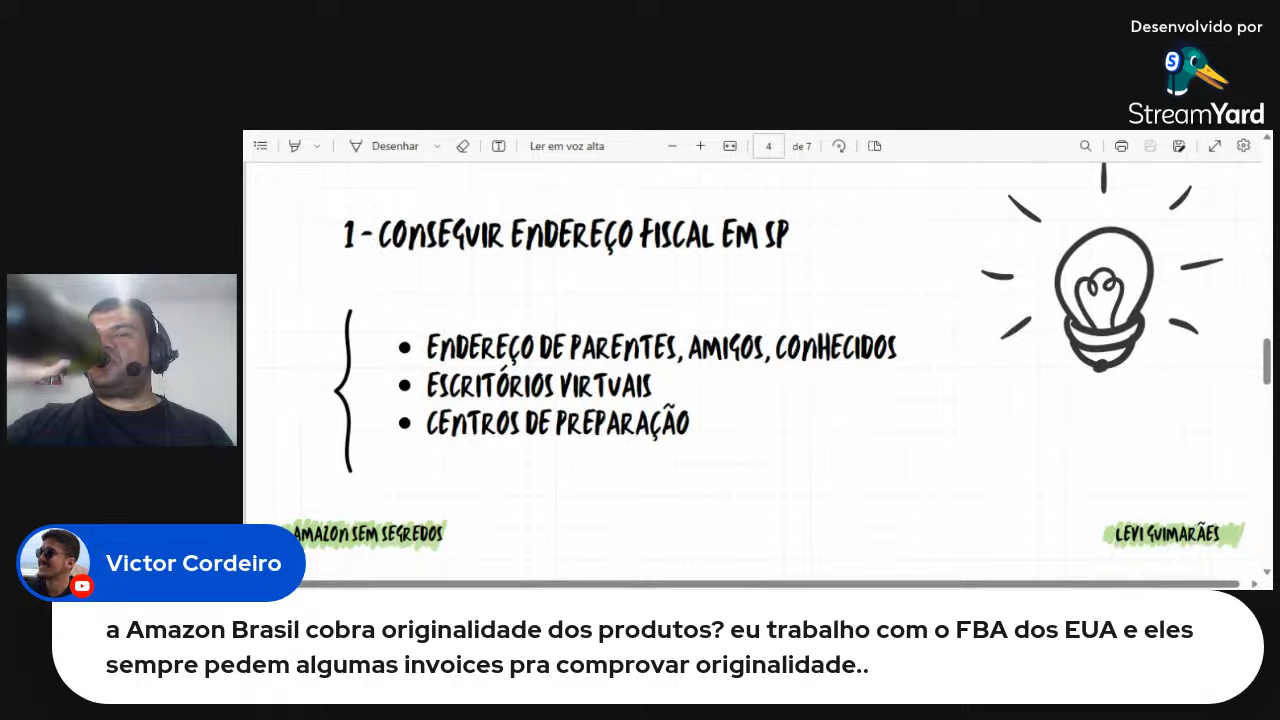 Desenvolvido por
StreamYard
Desenhar
Ler em voz alta
4
de 7
1 - CONSEGUIR ENDEREÇO FISCAL EM SP
• ENDEREÇO DE PARENTES, AMIGOS, CONHECIDOS
• ESCRITÓRIOS VIRTUAIS
• CENTROS DE PREPARAÇÃO
AMAZON SEM SEGREDOS
LEVI GUIMARÃES
Victor Cordeiro
a Amazon Brasil cobra originalidade dos produtos? eu trabalho com o FBA dos EUA e eles
sempre pedem algumas invoices pra comprovar originalidade..